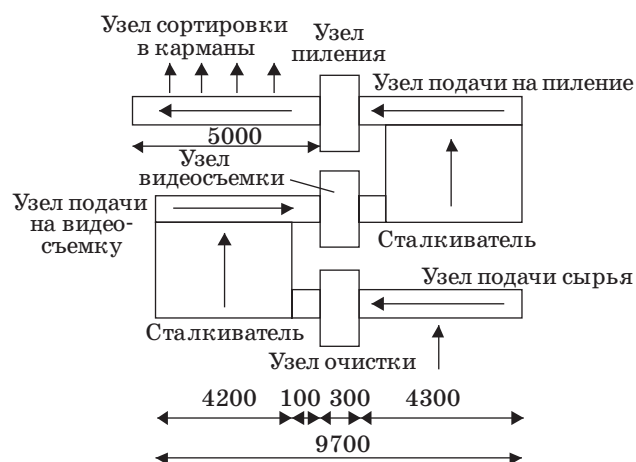 Узел сортировки
в карманы
Узел
пиления
Узел подачи на пиление
5000
Узел
видеосъемки
Узел подачи
на видео-
съемку
Сталкиватель
Узел подачи сырья
Сталкиватель
Узел очистки
4200
100
300
4300
9700